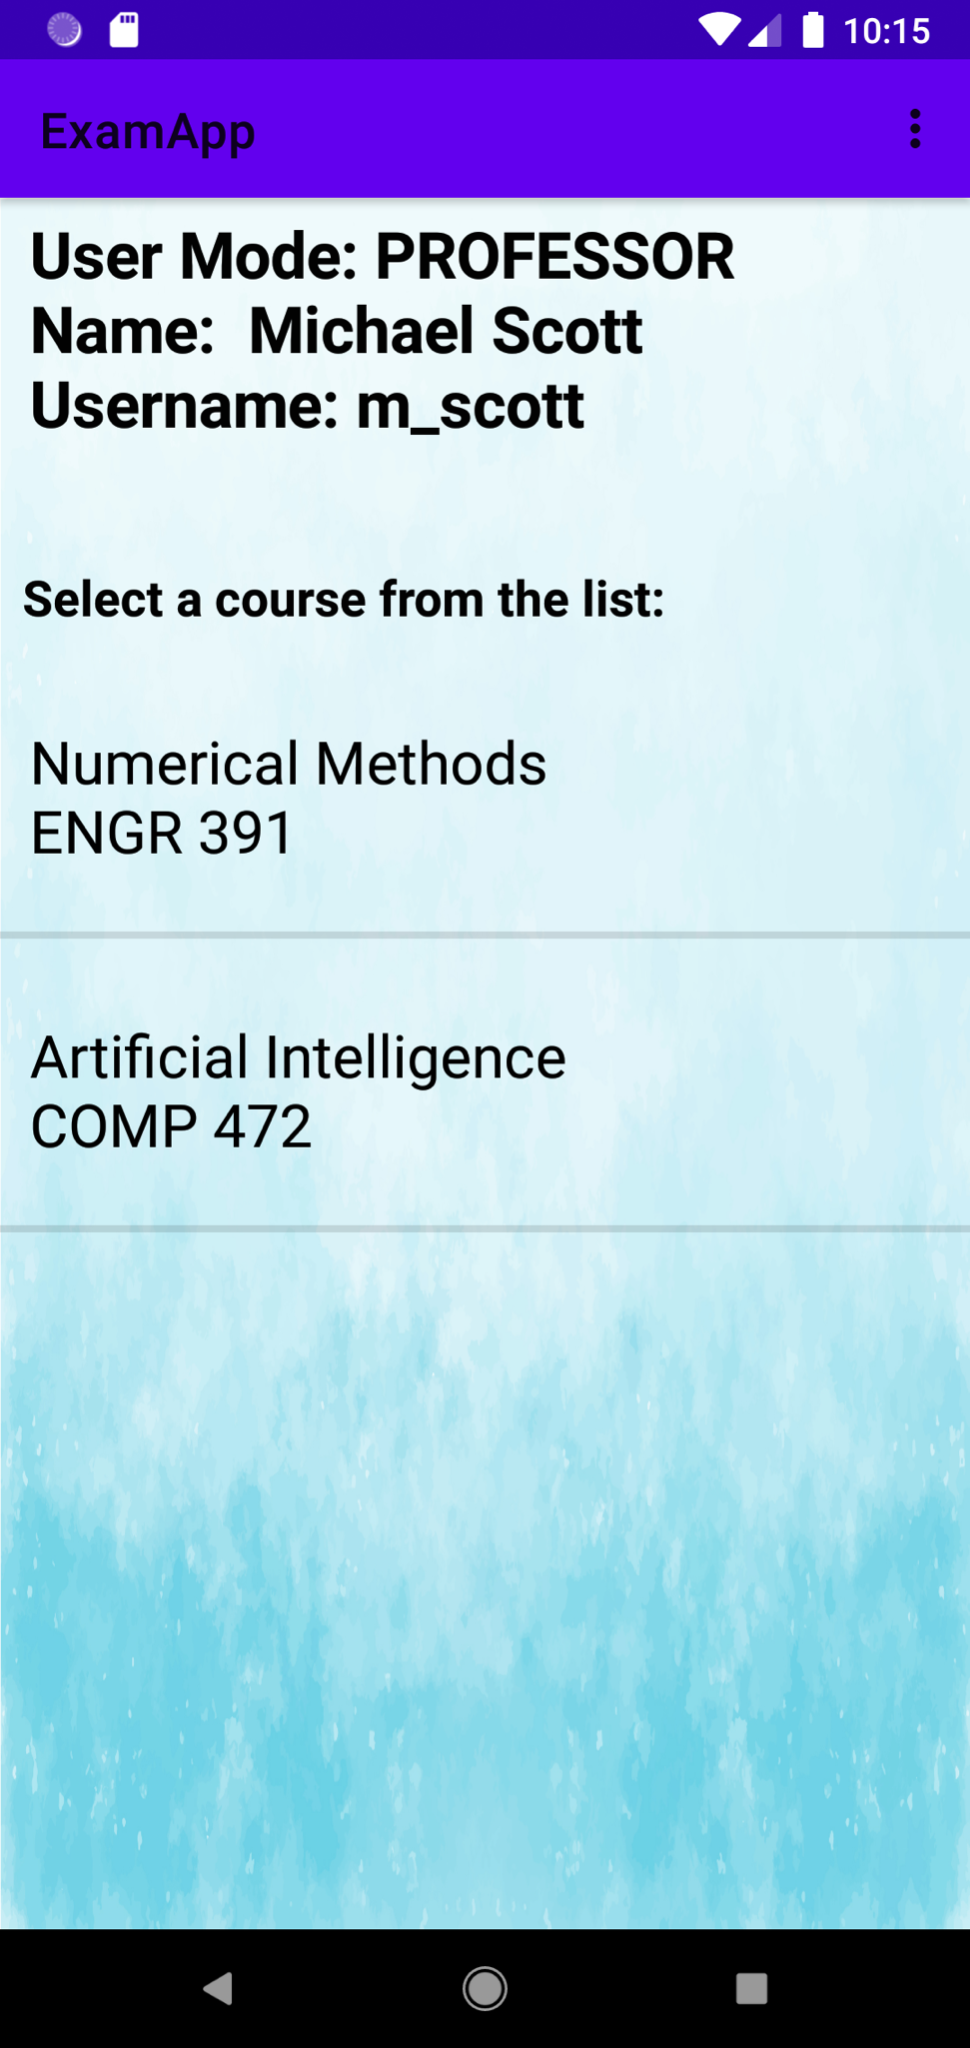 10:15
ExamApp
User Mode: PROFESSOR
Name:  Michael Scott
Username: m_scott
Select a course from the list:
Numerical Methods
ENGR 391
Artificial Intelligence
COMP 472